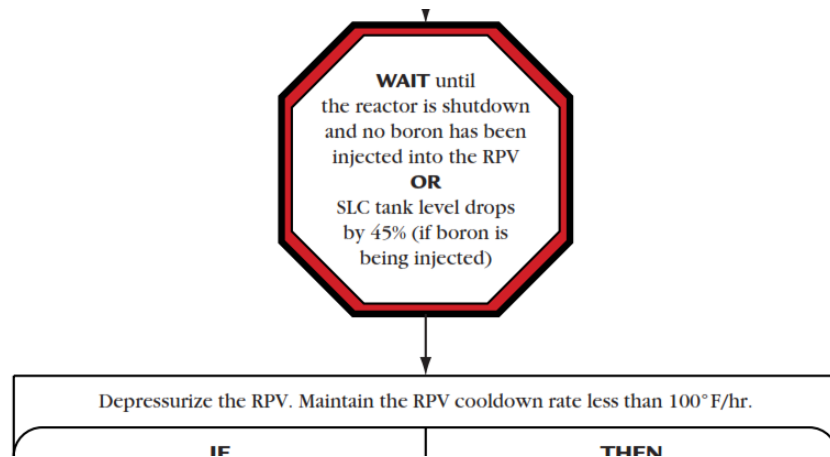 WAIT until
the reactor is shutdown
and no boron has been
injected into the RPV
OR
SLC tank level drops
by 45% (if boron is
being injected)
Depressurize the RPV. Maintain the RPV cooldown rate less than 100°F/hr.
IF
THEN